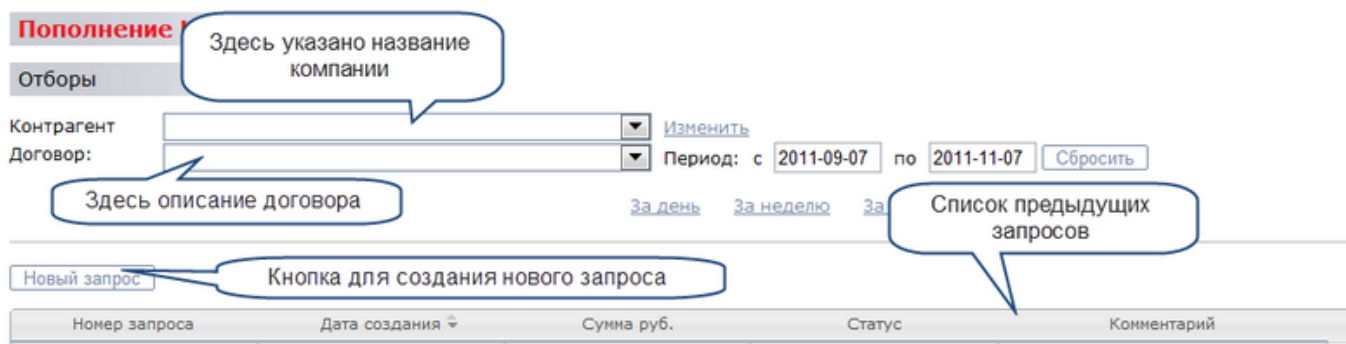 Пополнение
Здесь указано название
компании
Отборы
Контрагент
Изменить
Договор:
Период: с 2011-09-07 по 2011-11-07 Сбросить
Здесь описание договора
За день За неделю За
Список предыдущих
запросов
Новый запрос
Кнопка для создания нового запроса
Номер запроса Дата создания Сумма руб. Статус Комментарий